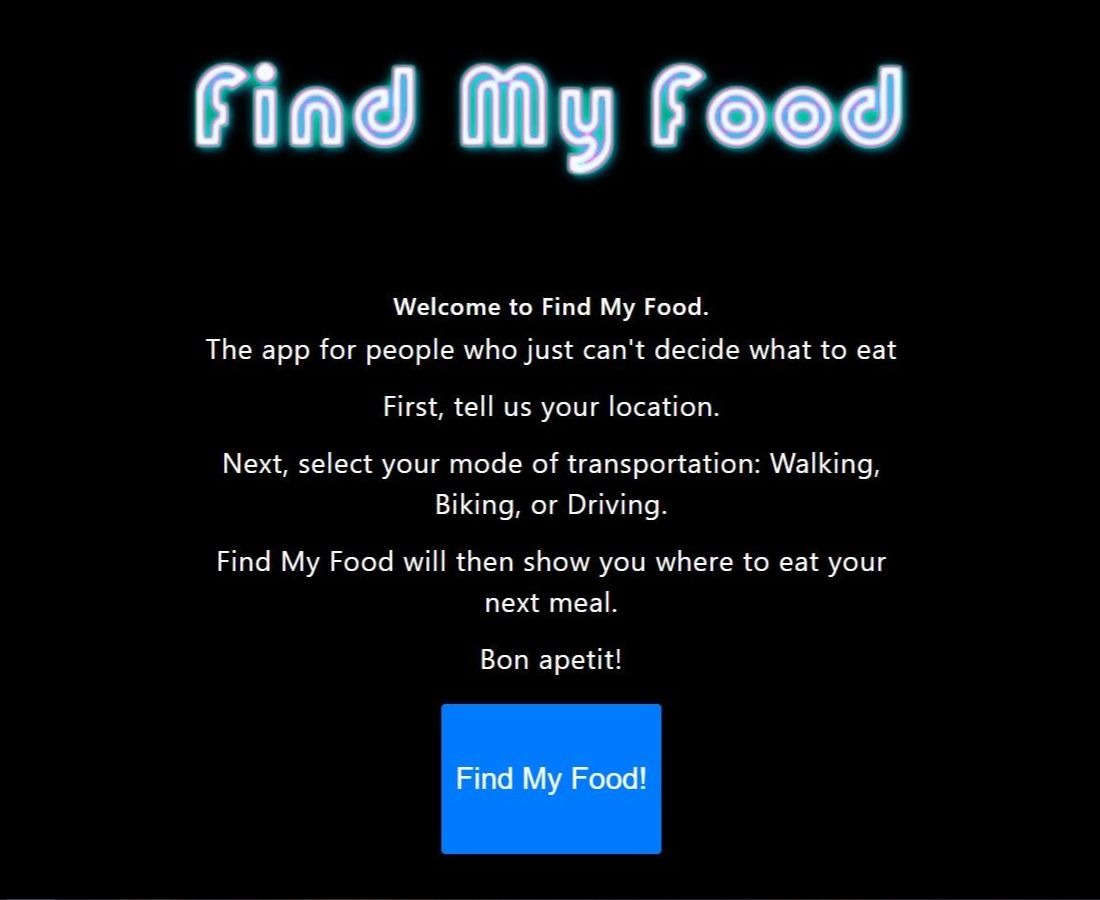 Find My Food
Welcome to Find My Food.
The app for people who just can't decide what to eat
First, tell us your location.
Next, select your mode of transportation: Walking,
Biking, or Driving.
Find My Food will then show you where to eat your
next meal.
Bon apetit!
Find My Food!